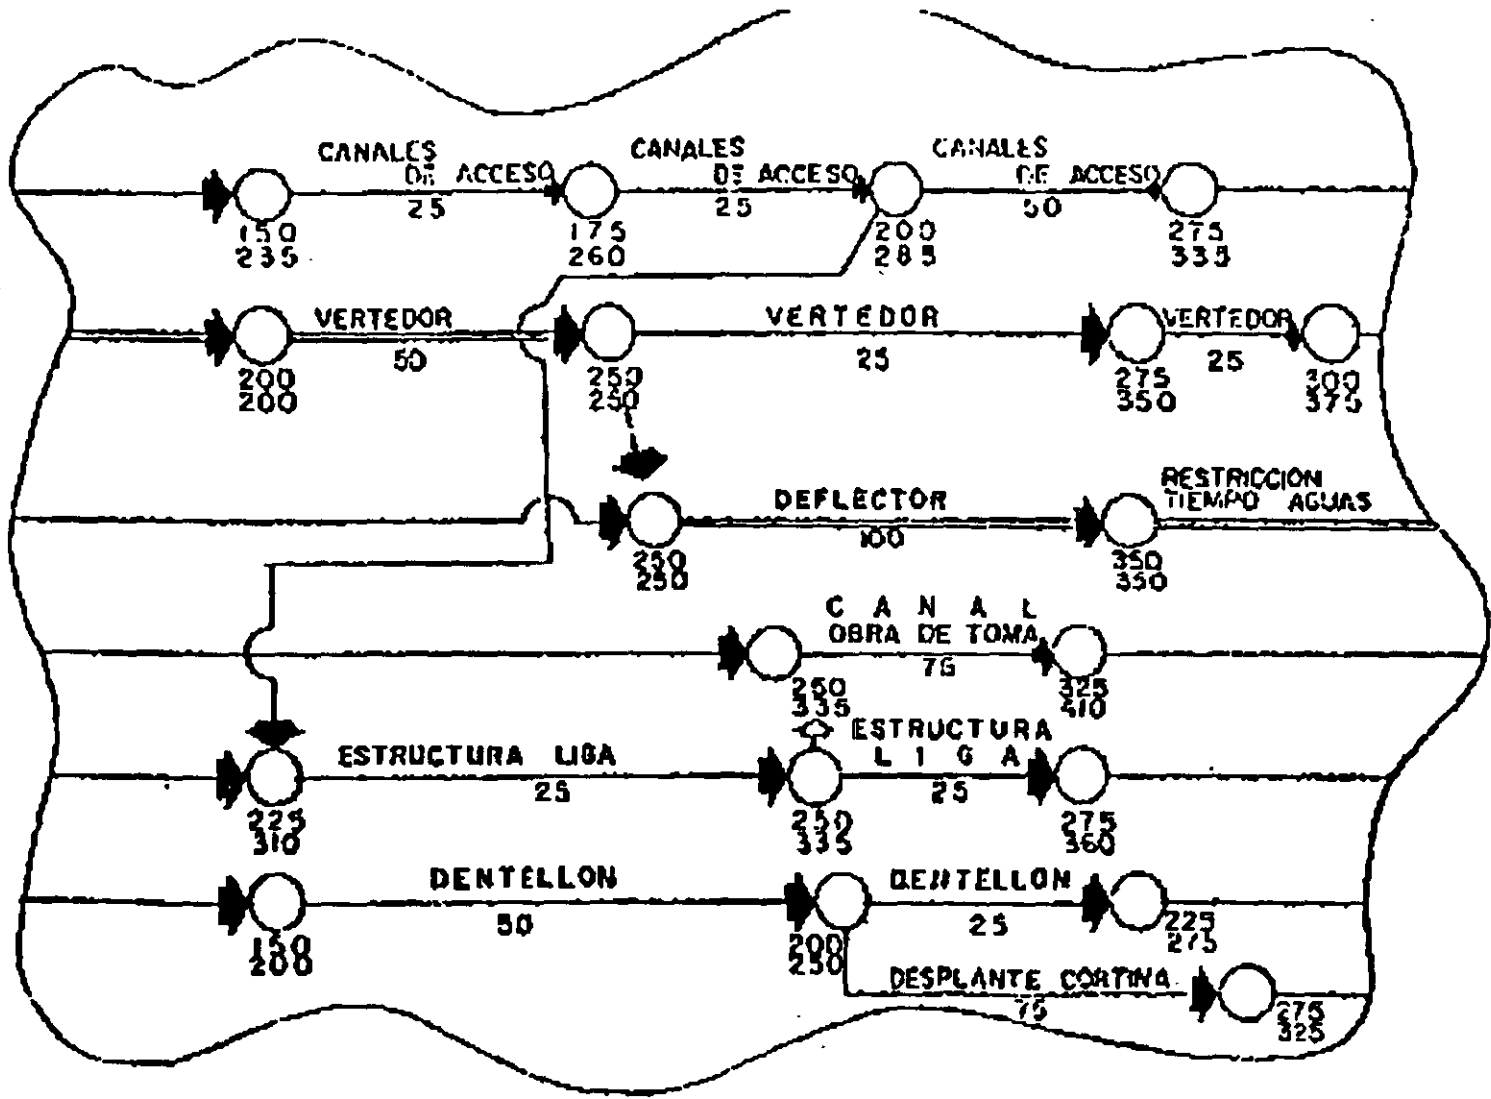 CANALES
DE ACCESO
25
CANALES
DE ACCESO
25
CANALES
DE ACCESO
50
150
235
175
260
200
285
275
335
VERTEDOR
50
VERTEDOR
25
VERTEDOR
25
200
200
250
250
275
350
300
375
DEFLECTOR
100
RESTRICCION
TIEMPO AGUAS
250
250
350
350
CANAL
OBRA DE TOMA
75
250
335
325
410
ESTRUCTURA LIGA
25
ESTRUCTURA
LIGA
25
225
310
250
335
275
360
DENTELLON
50
DENTELLON
25
150
200
200
250
225
275
DESPLANTE CORTINA
75
275
325